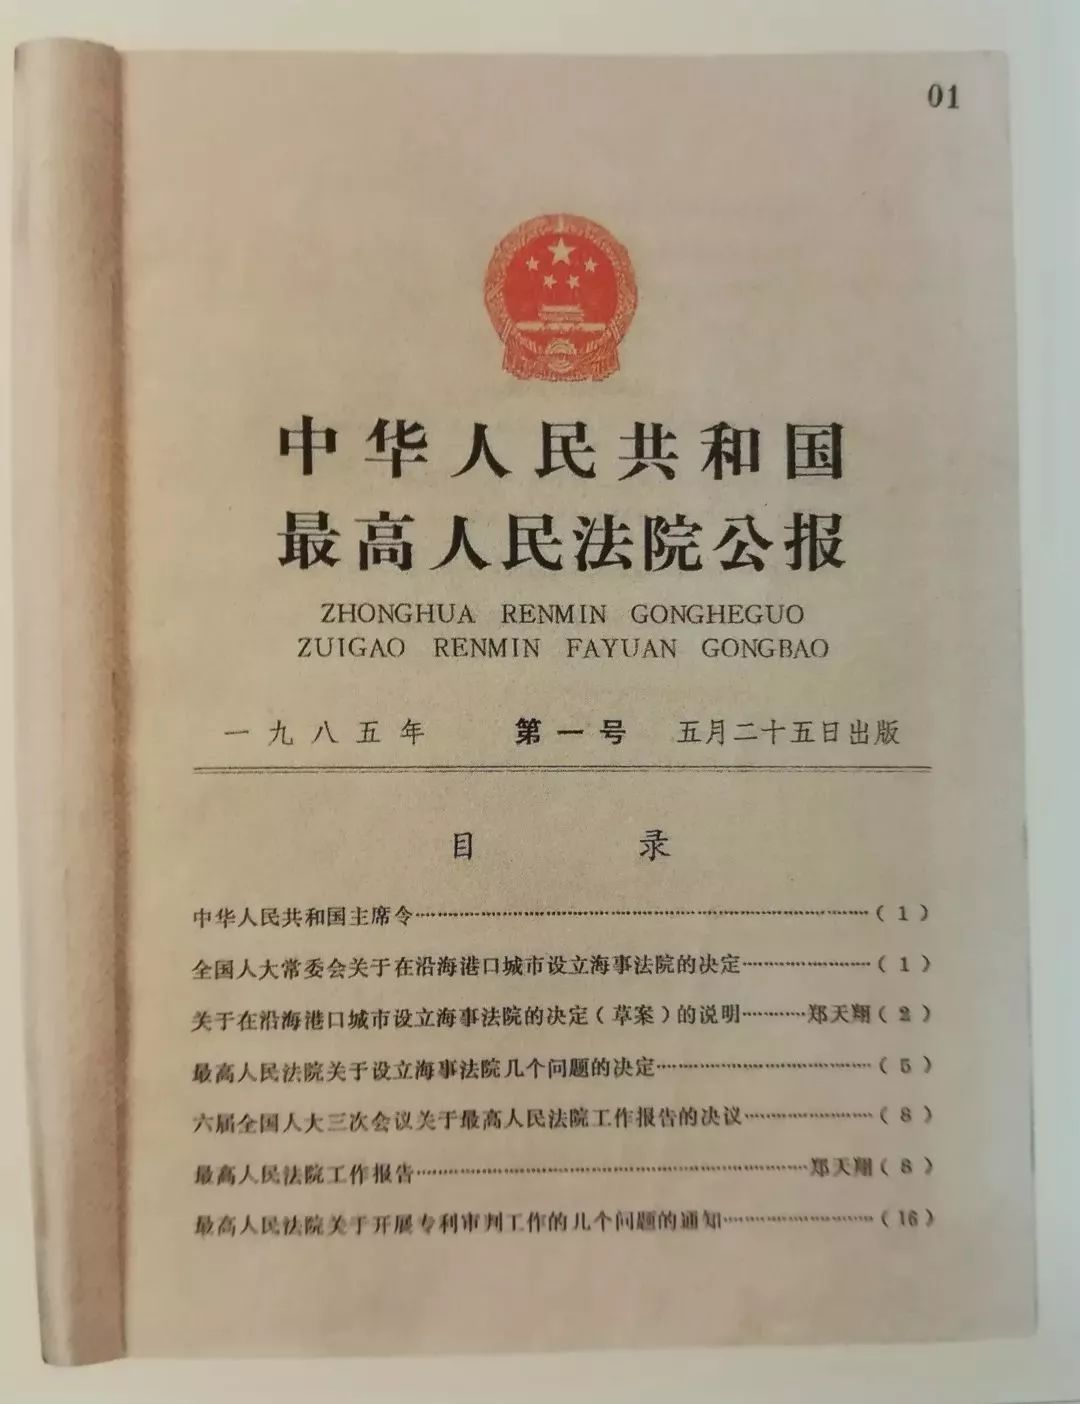 01
中华人民共和国
最高人民法院公报
ZHONGHUA RENMIN GONGHEGUO
ZUIGAO RENMIN FAYUAN GONGBAO
一九八五年 第一号 五月二十五日出版
目 录
中华人民共和国主席令……………………………………………………(1)
全国人大常委会关于在沿海港口城市设立海事法院的决定………………(1)
关于在沿海港口城市设立海事法院的决定(草案)的说明………郑天翔(2)
最高人民法院关于设立海事法院几个问题的决定…………………………(5)
六届全国人大三次会议关于最高人民法院工作报告的决议………………(8)
最高人民法院工作报告……………………………………………郑天翔(8)
最高人民法院关于开展专利审判工作的几个问题的通知…………………(16)